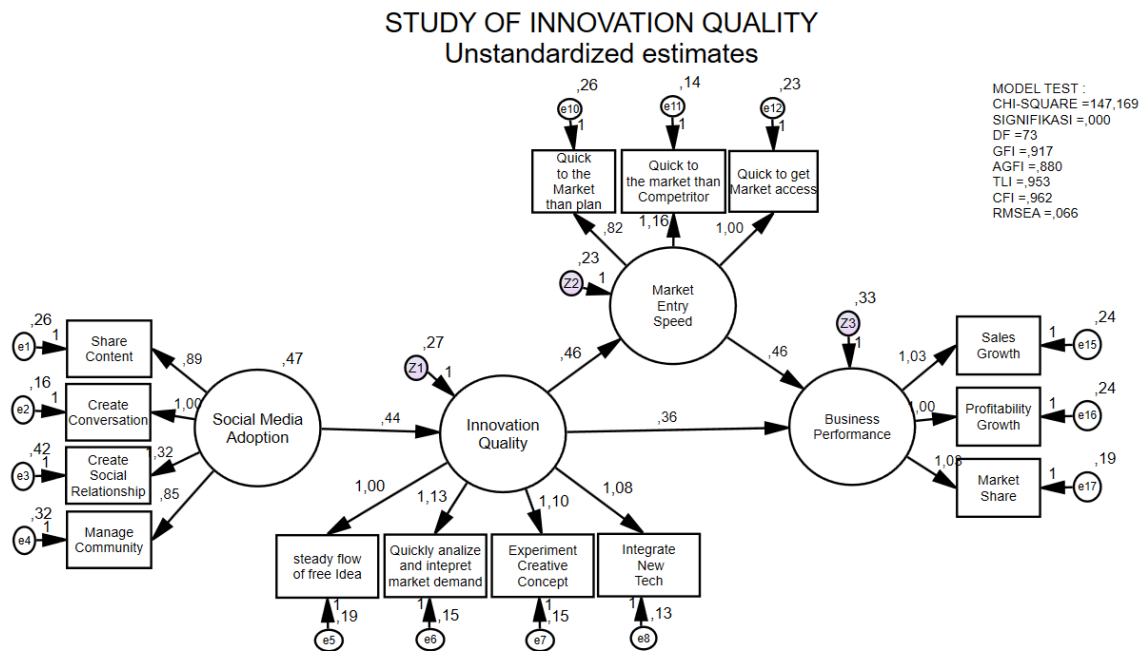 STUDY OF INNOVATION QUALITY
Unstandardized estimates
MODEL TEST :
CHI-SQUARE =147,169
SIGNIFIKASI =,000
DF =73
GFI =,917
AGFI =,880
TLI =,953
CFI =,962
RMSEA =,066
,26
e10
1
,14
e11
1
,23
e12
1
Quick
to the
Market
than plan
Quick to
the market than
Competritor
Quick to get
Market access
,82
1,16
1,00
,23
Z2
1
Market
Entry
Speed
,33
Z3
1
,26
e1
1
Share
Content
,89
,16
e2
1
Create
Conversation
1,00
,42
e3
1
Create
Social
Relationship
1,32
,32
e4
1
Manage
Community
,85
,47
Social Media
Adoption
,44
,27
Z1
1
Innovation
Quality
,46
,46
,36
Business
Performance
1,03
Sales
Growth
1
,24
e15
1,00
Profitability
Growth
1
,24
e16
1,03
Market
Share
1
,19
e17
1,00
1,13
1,10
1,08
steady flow
of free Idea
Quickly analize
and intepret
market demand
Experiment
Creative
Concept
Integrate
New
Tech
1
,19
e5
1
,15
e6
1
,15
e7
1
,13
e8